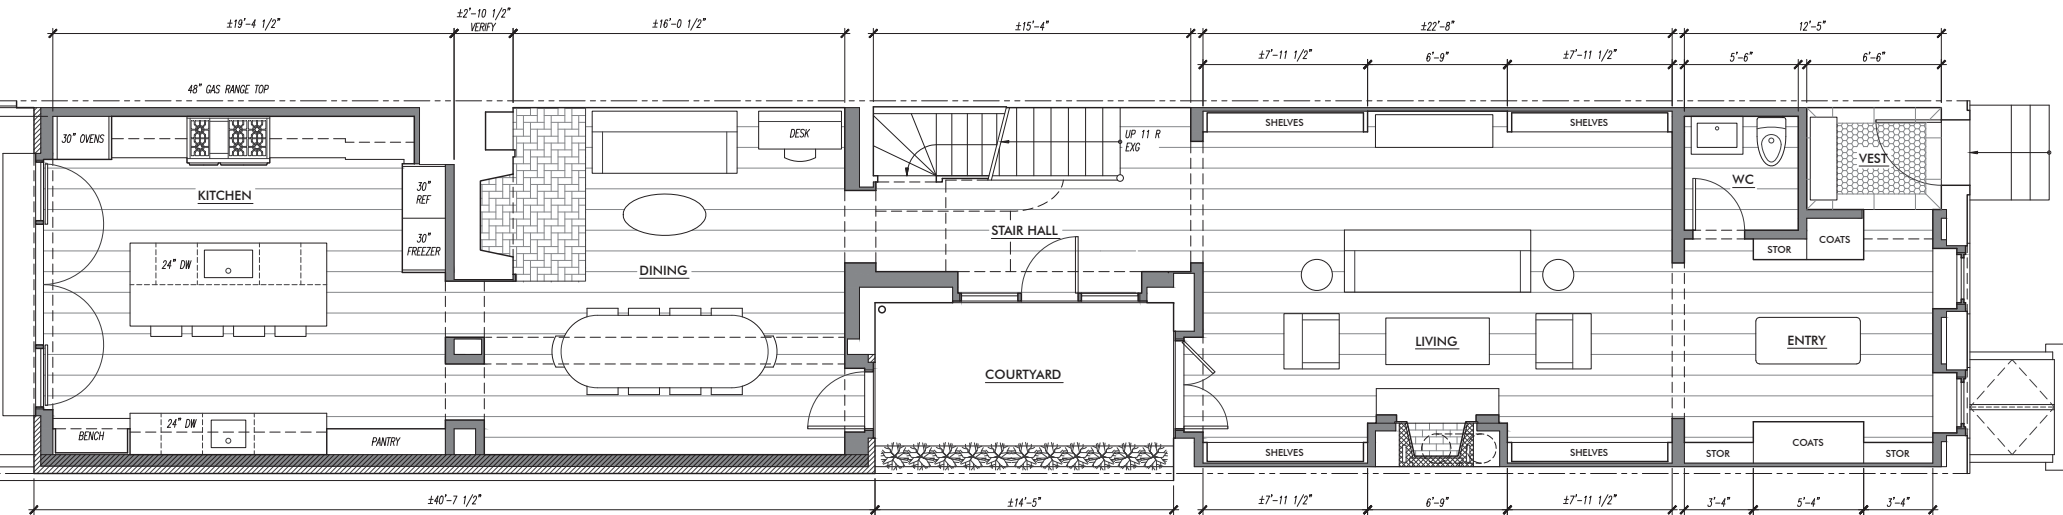 ±19'-4 1/2"
±2'-10 1/2"
VERIFY
±16'-0 1/2"
±15'-4"
±22'-8"
12'-5"
±7'-11 1/2"
6'-9"
±7'-11 1/2"
5'-6"
6'-6"
48" GAS RANGE TOP
30" OVENS
DESK
UP 11 R
EXG
SHELVES
SHELVES
VEST
WC
KITCHEN
30"
REF
30"
FREEZER
STAIR HALL
COATS
STOR
24" DW
DINING
LIVING
ENTRY
COURTYARD
24" DW
BENCH
PANTRY
SHELVES
SHELVES
STOR
COATS
STOR
±40'-7 1/2"
±14'-5"
±7'-11 1/2"
6'-9"
±7'-11 1/2"
3'-4"
5'-4"
3'-4"